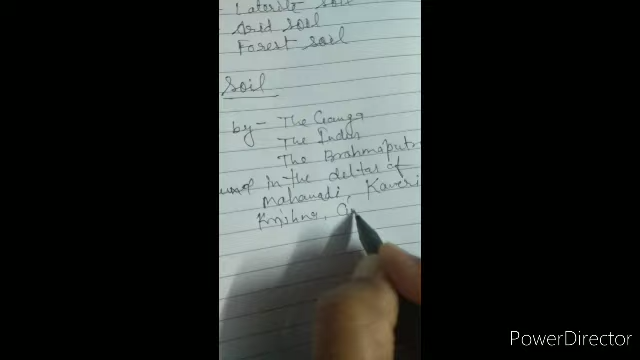 Laterite soil
Arid soil
Forest soil
Soil
by- The Ganga
The Indus
The Brahmaputr
in the deltas of
Mahanadi, Kaveri
Krishna, G
PowerDirector